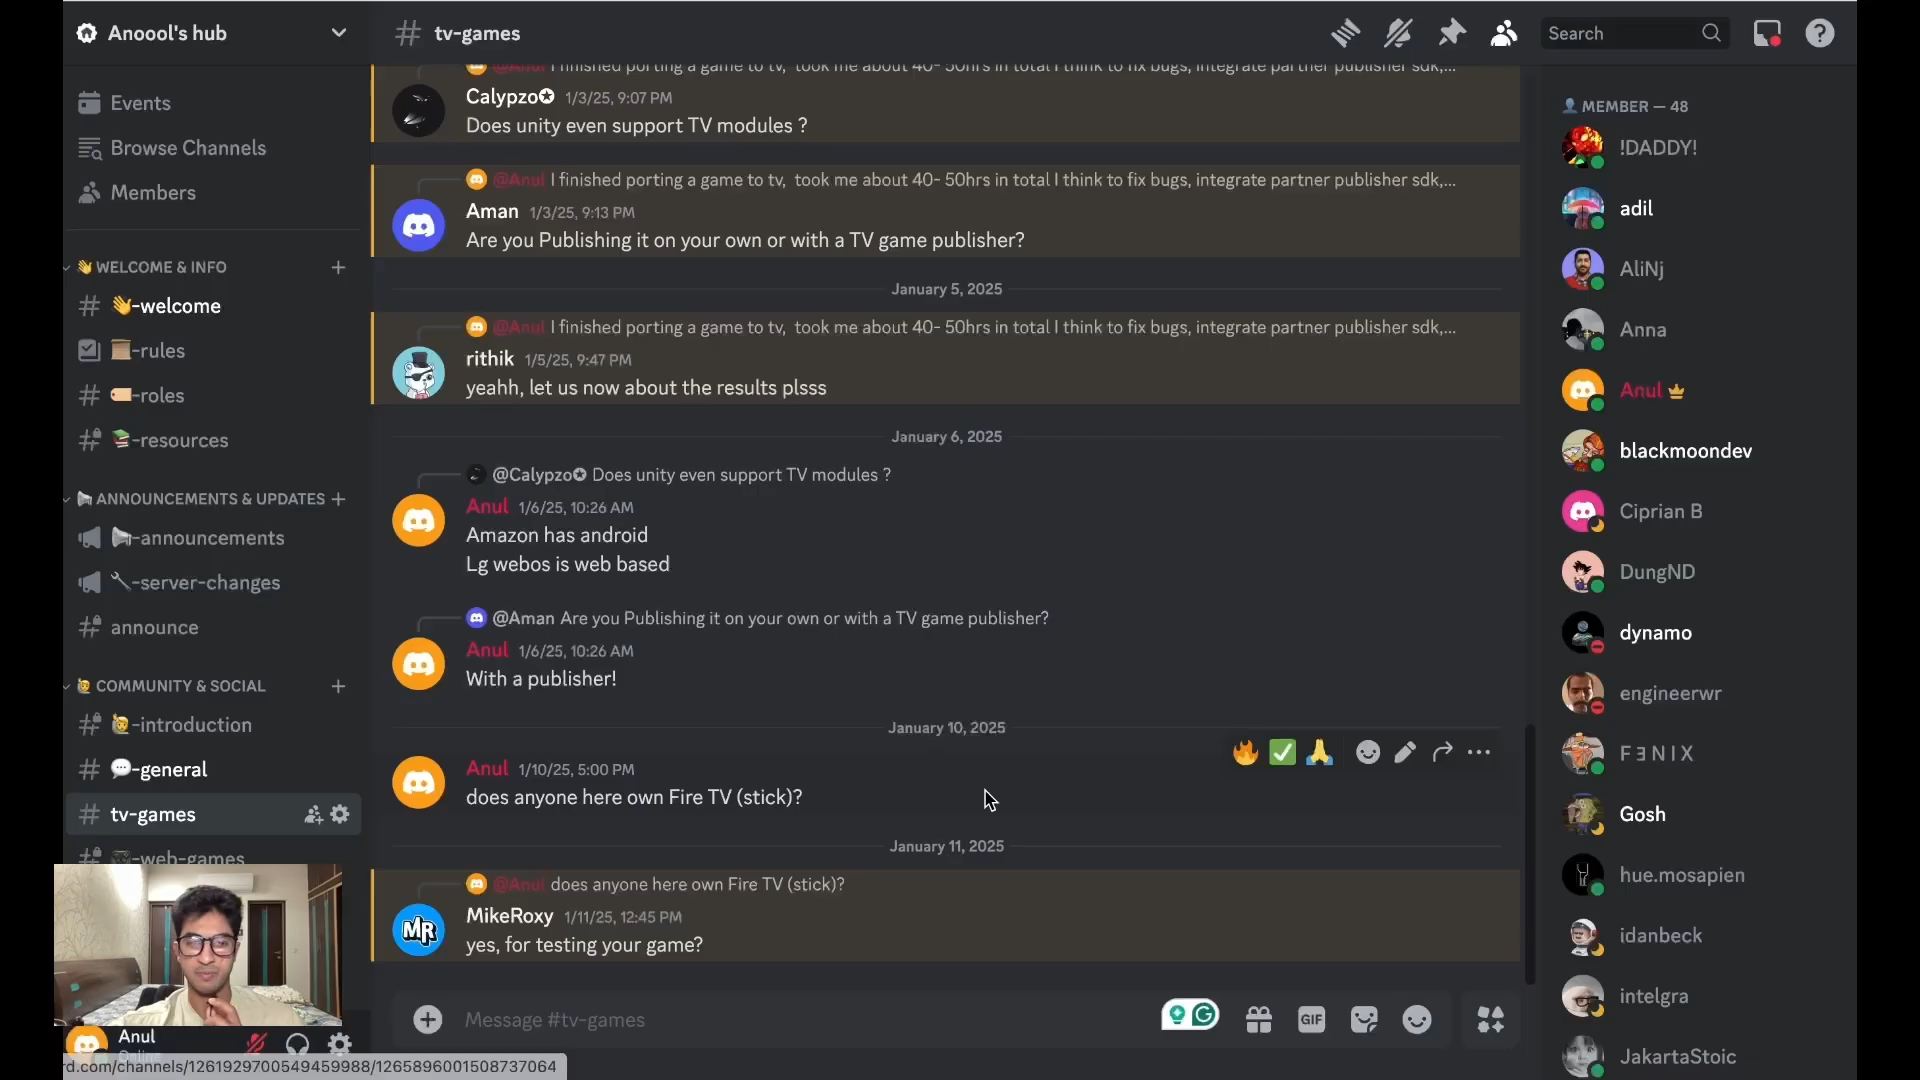 Anoool's hub
# tv-games
Search
Events
Browse Channels
Members
WELCOME & INFO
-welcome
-rules
-roles
-resources
ANNOUNCEMENTS & UPDATES
-announcements
-server-changes
announce
COMMUNITY & SOCIAL
-introduction
-general
tv-games
-web-games
Anul
Online
rd.com/channels/1261929700549459988/1265896001508737064
@Anul I finished porting a game to tv, took me about 40- 50hrs in total I think to fix bugs, integrate partner publisher sdk,...
Calypzo✪ 1/3/25, 9:07 PM
Does unity even support TV modules ?
@Anul I finished porting a game to tv, took me about 40- 50hrs in total I think to fix bugs, integrate partner publisher sdk,...
Aman 1/3/25, 9:13 PM
Are you Publishing it on your own or with a TV game publisher?
January 5, 2025
@Anul I finished porting a game to tv, took me about 40- 50hrs in total I think to fix bugs, integrate partner publisher sdk,...
rithik 1/5/25, 9:47 PM
yeahh, let us now about the results plsss
January 6, 2025
@Calypzo✪ Does unity even support TV modules ?
Anul 1/6/25, 10:26 AM
Amazon has android
Lg webos is web based
@Aman Are you Publishing it on your own or with a TV game publisher?
Anul 1/6/25, 10:26 AM
With a publisher!
January 10, 2025
Anul 1/10/25, 5:00 PM
does anyone here own Fire TV (stick)?
January 11, 2025
@Anul does anyone here own Fire TV (stick)?
MR
MikeRoxy 1/11/25, 12:45 PM
yes, for testing your game?
Message #tv-games
GIF
MEMBER — 48
!DADDY!
adil
AliNj
Anna
Anul
blackmoondev
Ciprian B
DungND
dynamo
engineerwr
F Ǝ N I X
Gosh
hue.mosapien
idanbeck
intelgra
JakartaStoic